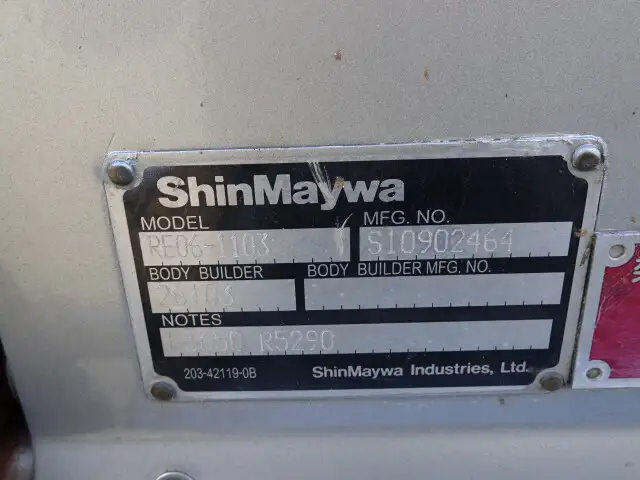 ShinMaywa
MODEL MFG. NO.
RE06-1103 S10902464
BODY BUILDER BODY BUILDER MFG. NO.
28103
NOTES
R5290
203-42119-0B ShinMaywa Industries, Ltd.